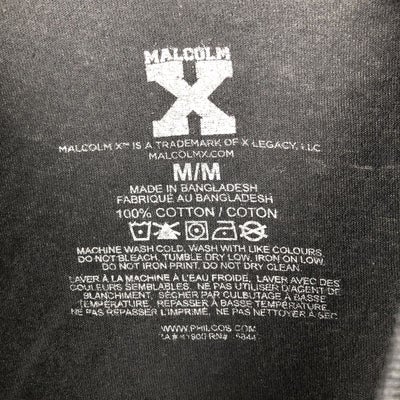 MALCOLM
X
MALCOLM X™ IS A TRADEMARK OF X LEGACY, LLC.
MALCOLMX.COM
M/M
MADE IN BANGLADESH
FABRIQUÉ AU BANGLADESH
100% COTTON / COTON
MACHINE WASH COLD, WASH WITH LIKE COLOURS,
DO NOT BLEACH, TUMBLE DRY LOW, IRON ON LOW,
DO NOT IRON PRINT, DO NOT DRY CLEAN.
LAVER À LA MACHINE À L'EAU FROIDE, LAVER AVEC DES
COULEURS SEMBLABLES, NE PAS UTILISER D'AGENT DE
BLANCHIMENT, SÉCHER PAR CULBUTAGE À BASSE
TEMPÉRATURE, REPASSER À BASSE TEMPÉRATURE
NE PAS REPASSER L'IMPRIMÉ, NE PAS NETTOYER À SEC
WWW.PHILCOS.COM